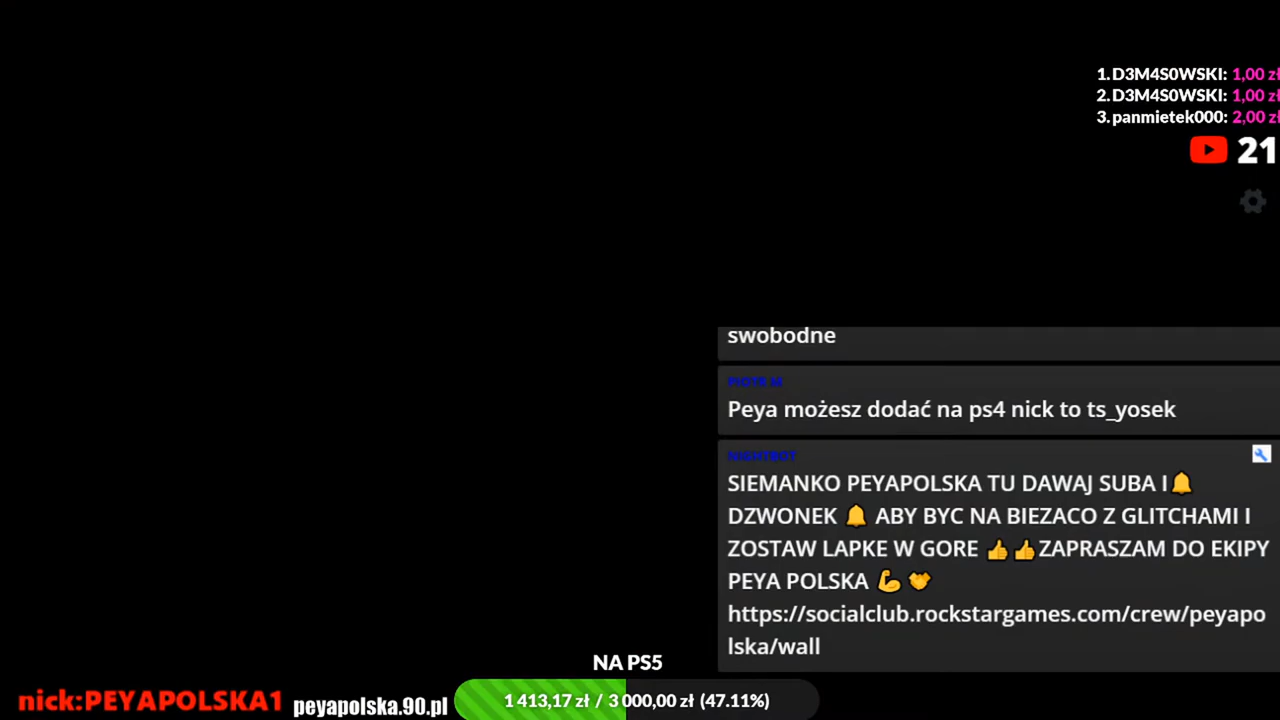 1. D3M4S0WSKI: 1,00 zł
2. D3M4S0WSKI: 1,00 zł
3. panmietek000: 2,00 zł
21
swobodne
Peya możesz dodać na ps4 nick to ts_yosek
NIGHTBOT
SIEMANKO PEYAPOLSKA TU DAWAJ SUBA I🔔
DZWONEK 🔔 ABY BYC NA BIEZACO Z GLITCHAMI I
ZOSTAW LAPKE W GORE 👍👍ZAPRASZAM DO EKIPY
PEYA POLSKA 💪🤝
https://socialclub.rockstargames.com/crew/peyapo
lska/wall
NA PS5
nick:PEYAPOLSKA1 peyapolska.90.pl 1 413,17 zł / 3 000,00 zł (47.11%)